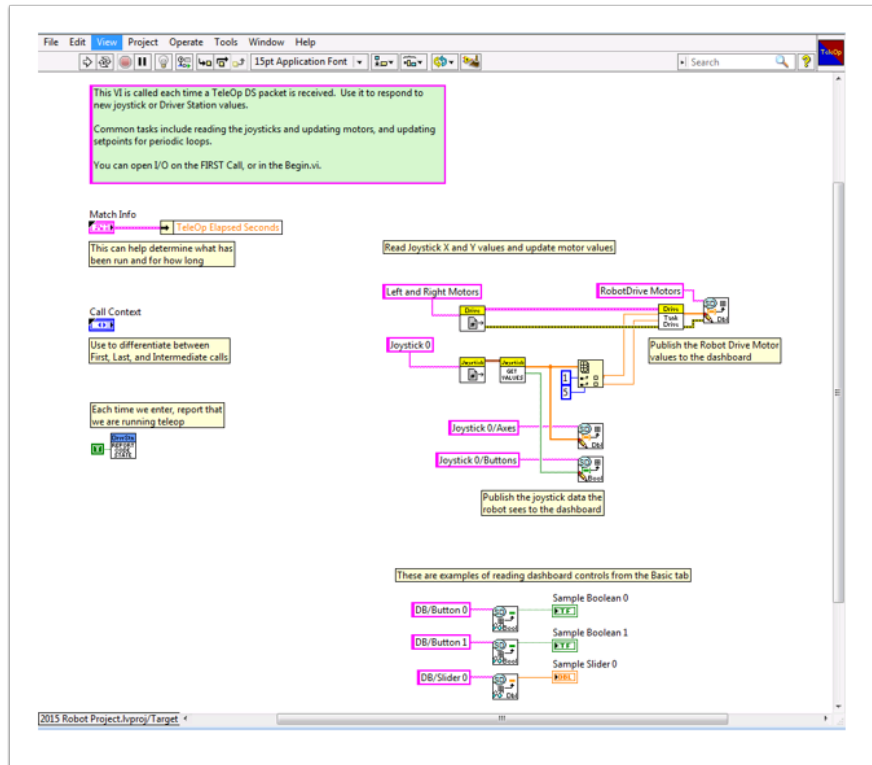 File Edit View Project Operate Tools Window Help
15pt Application Font
Search
TeleOp
This VI is called each time a TeleOp DS packet is received. Use it to respond to
new joystick or Driver Station values.
Common tasks include reading the joysticks and updating motors, and updating
setpoints for periodic loops.
You can open I/O on the FIRST Call, or in the Begin.vi.
Match Info
TeleOp Elapsed Seconds
This can help determine what has
been run and for how long
Read Joystick X and Y values and update motor values
Left and Right Motors
RobotDrive Motors
Drive
Drive
Tank
Drive
Dbl
Call Context
Use to differentiate between
First, Last, and Intermediate calls
Publish the Robot Drive Motor
values to the dashboard
Joystick 0
Joystick
Joystick
GET
VALUES
1
5
Each time we enter, report that
we are running teleop
REPORT
CODE
STATE
Joystick 0/Axes
Dbl
Joystick 0/Buttons
Bool
Publish the joystick data the
robot sees to the dashboard
These are examples of reading dashboard controls from the Basic tab
Sample Boolean 0
DB/Button 0
Bool
TF
Sample Boolean 1
DB/Button 1
Bool
TF
Sample Slider 0
DB/Slider 0
Dbl
DBL
2015 Robot Project.lvproj/Target